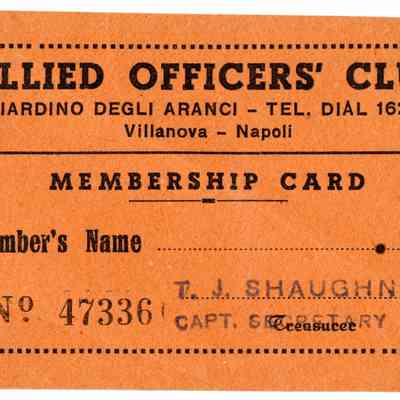 LLIED OFFICERS' CLU
IARDINO DEGLI ARANCI - TEL. DIAL 162
Villanova - Napoli
MEMBERSHIP CARD
mber's Name
Nº 47336
T. J. SHAUGHN
CAPT. SECRETARY
Treasurer